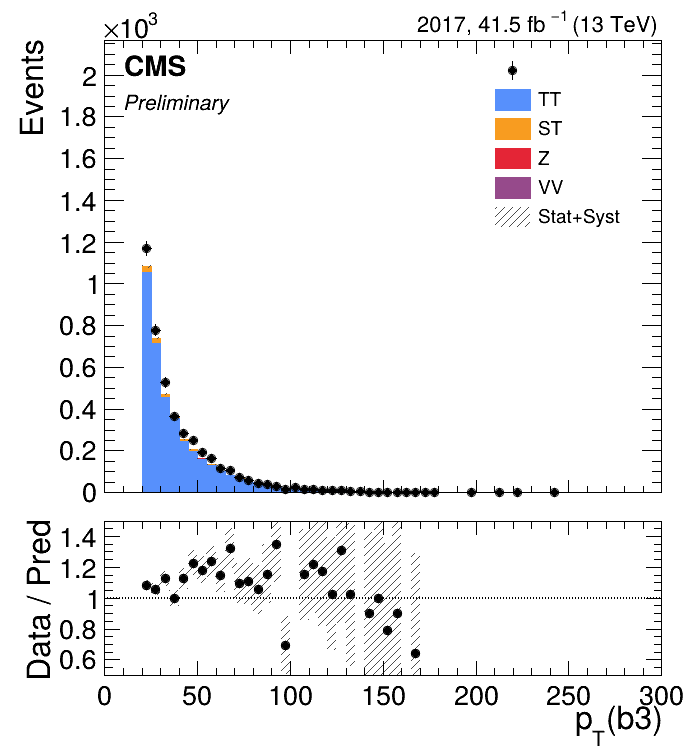 ×10³
2017, 41.5 fb⁻¹ (13 TeV)
CMS
Preliminary
Events
2
1.8
1.6
1.4
1.2
1
0.8
0.6
0.4
0.2
0
TT
ST
Z
VV
Stat+Syst
Data / Pred
1.4
1.2
1
0.8
0.6
0 50 100 150 200 250 300
p_T(b3)